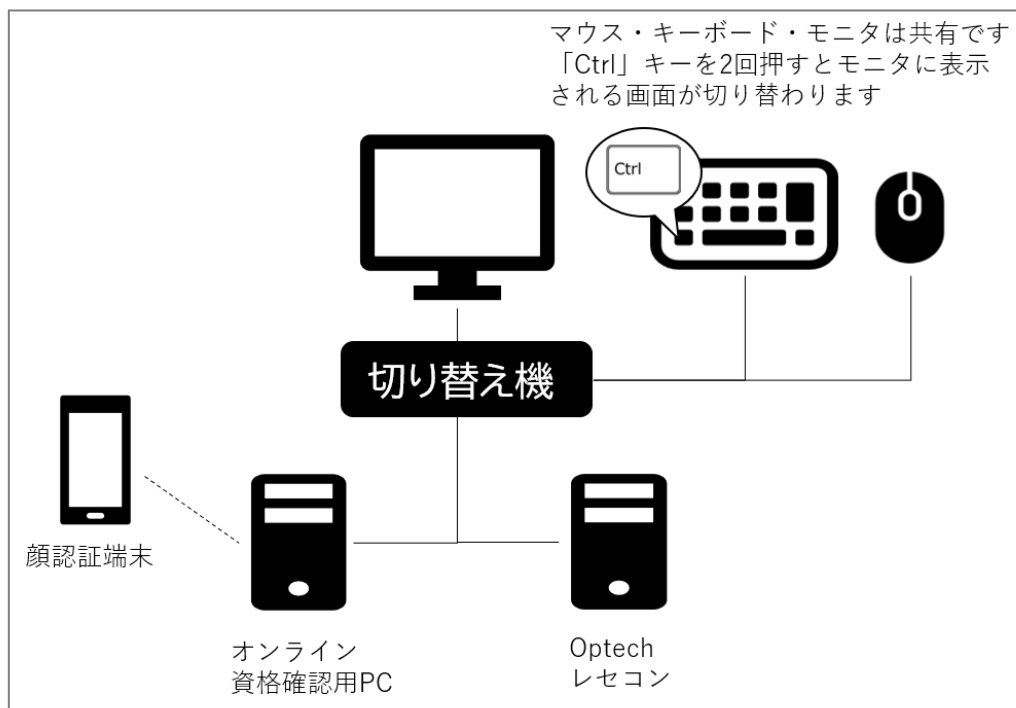 マウス・キーボード・モニタは共有です
「Ctrl」キーを2回押すとモニタに表示
される画面が切り替わります
Ctrl
切り替え機
顔認証端末
オンライン
資格確認用PC
Optech
レセコン